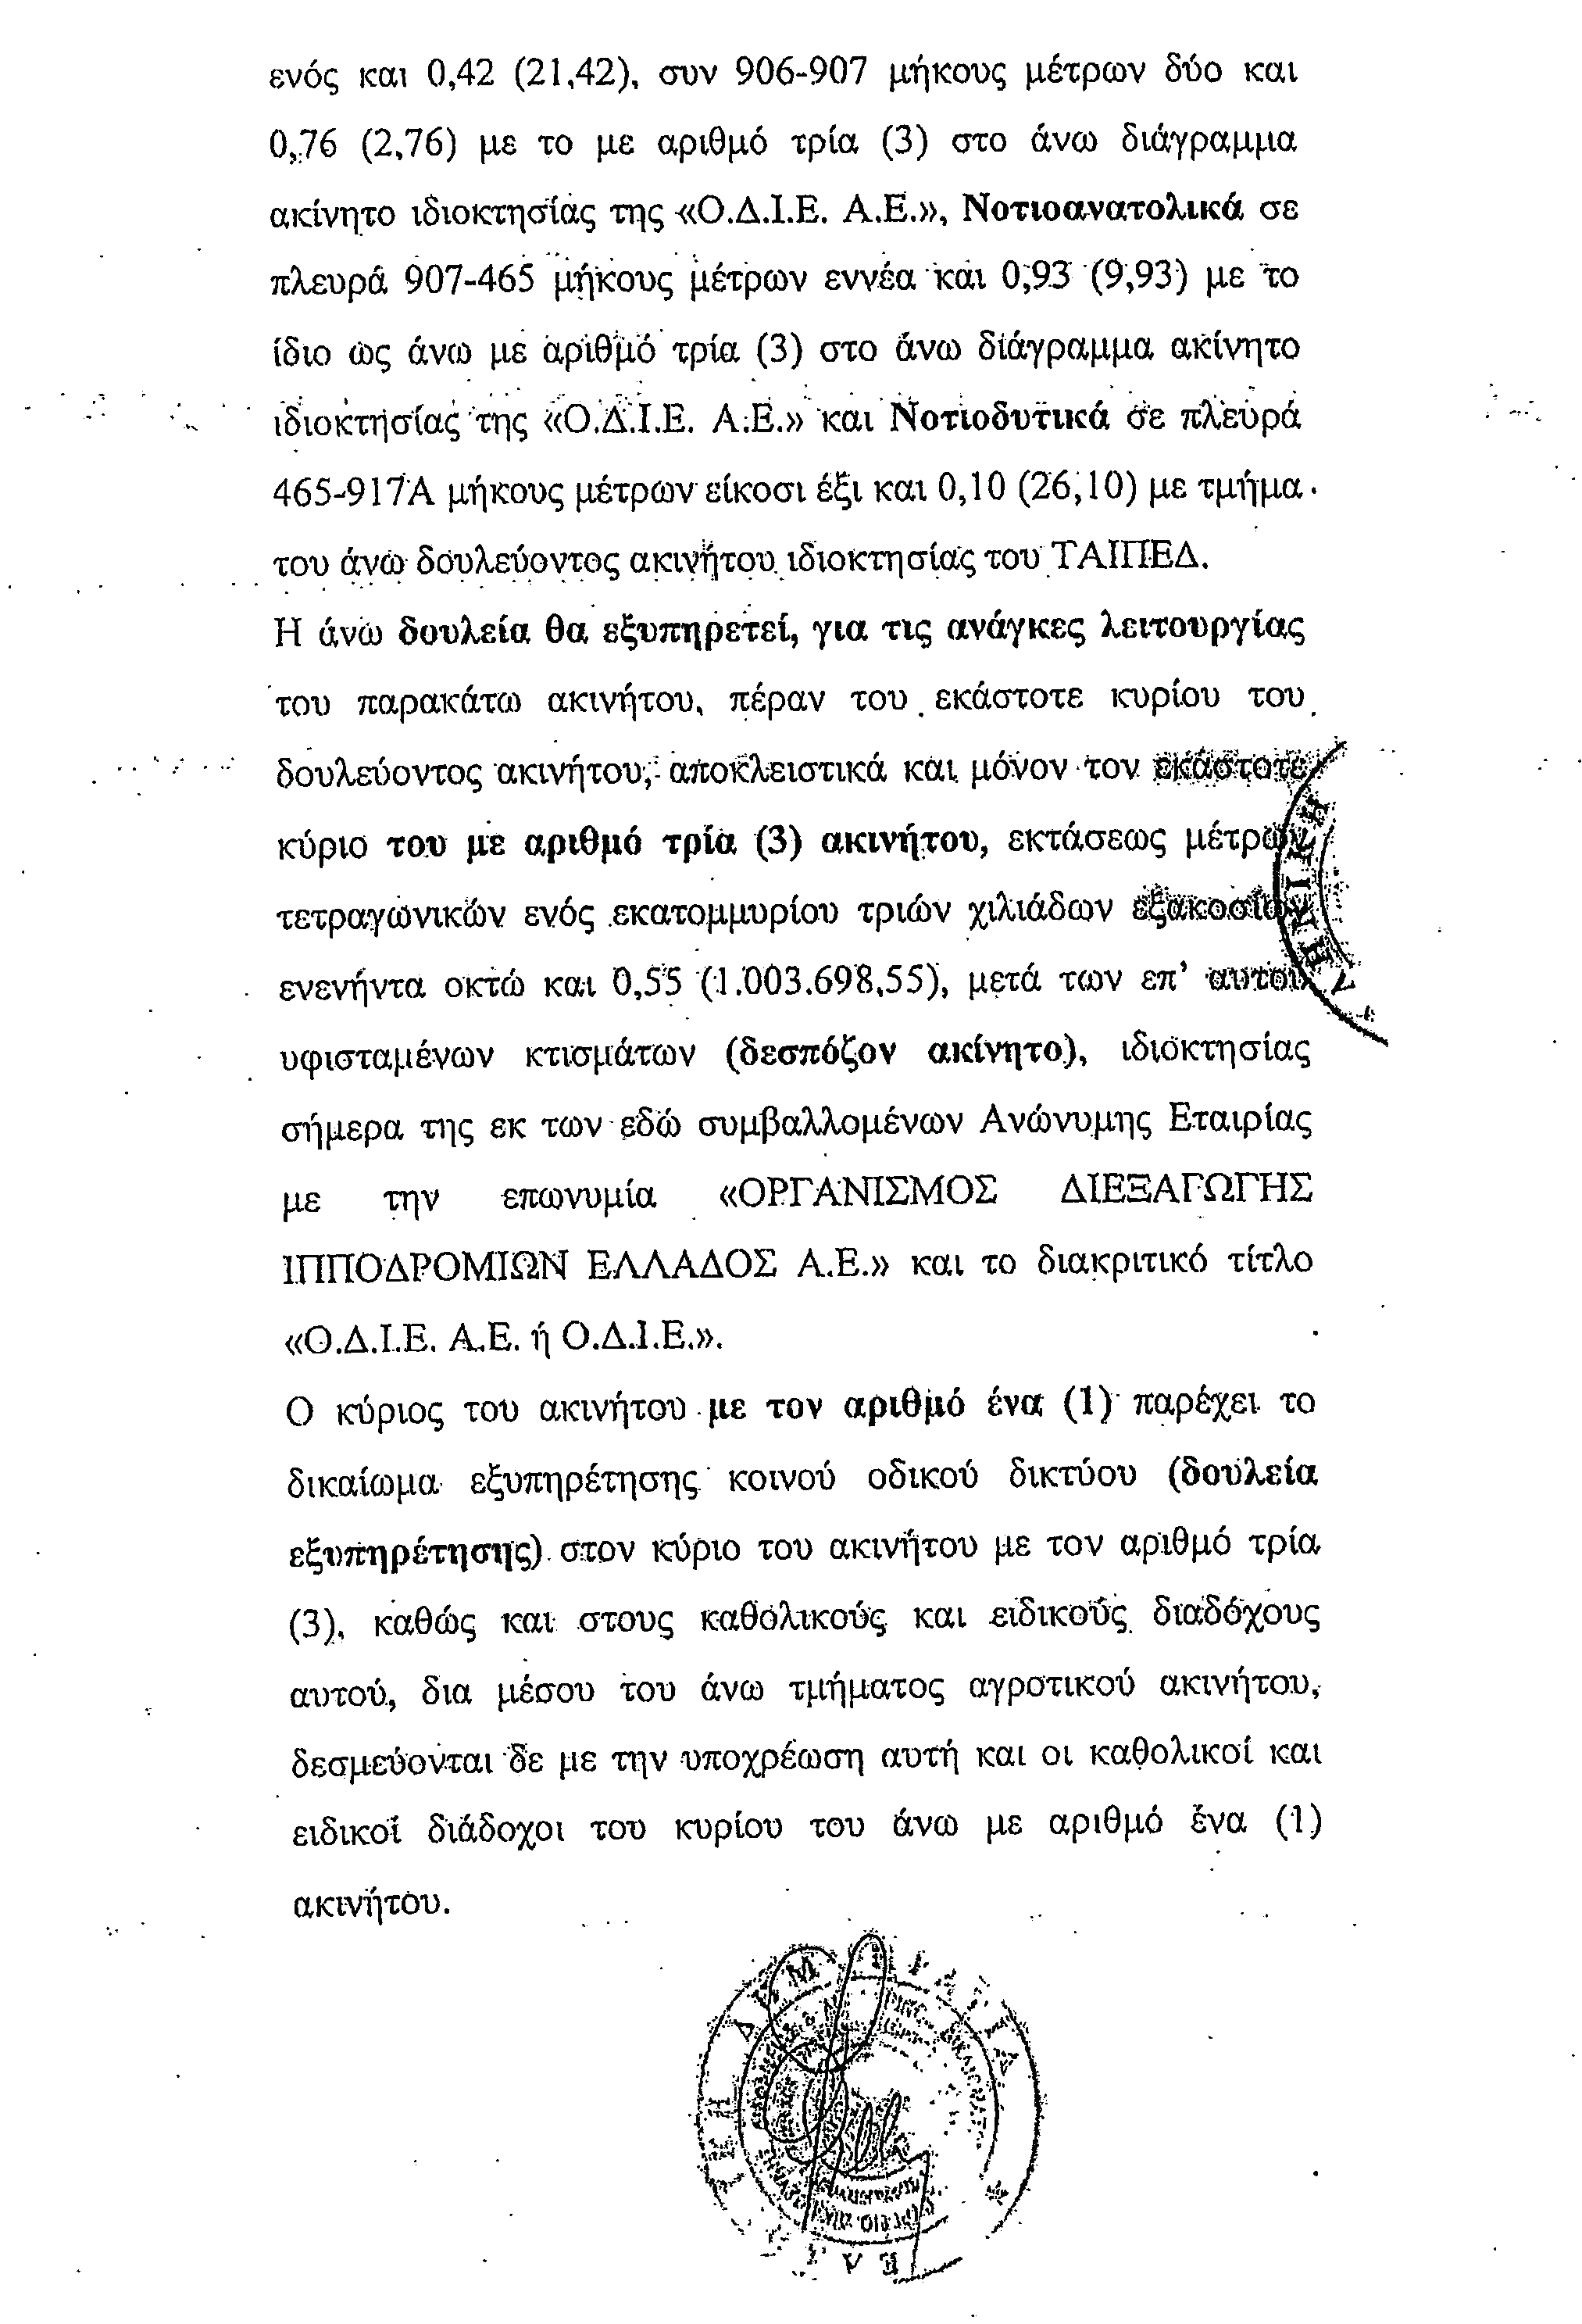 ενός και 0,42 (21,42), συν 906-907 μήκους μέτρων δύο και
0,76 (2,76) με το με αριθμό τρία (3) στο άνω διάγραμμα
ακίνητο ιδιοκτησίας της «Ο.Δ.Ι.Ε. Α.Ε.», Νοτιοανατολικά σε
πλευρά 907-465 μήκους μέτρων εννέα και 0,93 (9,93) με το
ίδιο ως άνω με αριθμό τρία (3) στο άνω διάγραμμα ακίνητο
ιδιοκτησίας της «Ο.Δ.Ι.Ε. Α.Ε.» και Νοτιοδυτικά σε πλευρά
465-917Α μήκους μέτρων είκοσι έξι και 0,10 (26,10) με τμήμα
του άνω δουλεύοντος ακινήτου ιδιοκτησίας του ΤΑΙΠΕΔ.
Η άνω δουλεία θα εξυπηρετεί, για τις ανάγκες λειτουργίας
του παρακάτω ακινήτου, πέραν του εκάστοτε κυρίου του
δουλεύοντος ακινήτου, αποκλειστικά και μόνον τον εκάστοτε
κύριο του με αριθμό τρία (3) ακινήτου, εκτάσεως μέτρων
τετραγωνικών ενός εκατομμυρίου τριών χιλιάδων εξακοσίων
ενενήντα οκτώ και 0,55 (1.003.698,55), μετά των επ' αυτού
υφισταμένων κτισμάτων (δεσπόζον ακίνητο), ιδιοκτησίας
σήμερα της εκ των εδώ συμβαλλομένων Ανώνυμης Εταιρίας
με την επωνυμία «ΟΡΓΑΝΙΣΜΟΣ ΔΙΕΞΑΓΩΓΗΣ
ΙΠΠΟΔΡΟΜΙΩΝ ΕΛΛΑΔΟΣ Α.Ε.» και το διακριτικό τίτλο
«Ο.Δ.Ι.Ε. Α.Ε. ή Ο.Δ.Ι.Ε.».
Ο κύριος του ακινήτου με τον αριθμό ένα (1) παρέχει το
δικαίωμα εξυπηρέτησης κοινού οδικού δικτύου (δουλεία
εξυπηρέτησης) στον κύριο του ακινήτου με τον αριθμό τρία
(3), καθώς και στους καθολικούς και ειδικούς διαδόχους
αυτού, δια μέσου του άνω τμήματος αγροτικού ακινήτου,
δεσμεύονται δε με την υποχρέωση αυτή και οι καθολικοί και
ειδικοί διάδοχοι του κυρίου του άνω με αριθμό ένα (1)
ακινήτου.